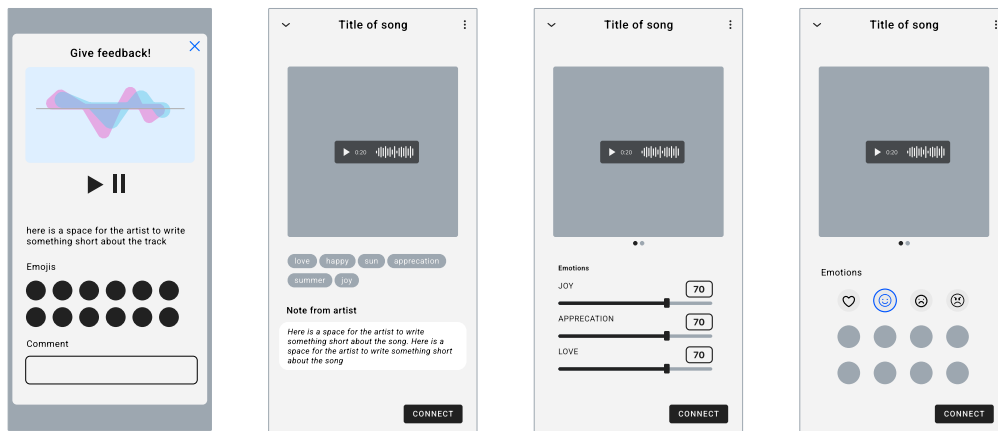 Give feedback!
here is a space for the artist to write
something short about the track
Emojis
Comment
Title of song
0:20
love happy sun apprecation
summer joy
Note from artist
Here is a space for the artist to write
something short about the song. Here is a
space for the artist to write something short
about the song
CONNECT
Title of song
0:20
Emotions
JOY 70
APPRECATION 70
LOVE 70
CONNECT
Title of song
0:20
Emotions
CONNECT